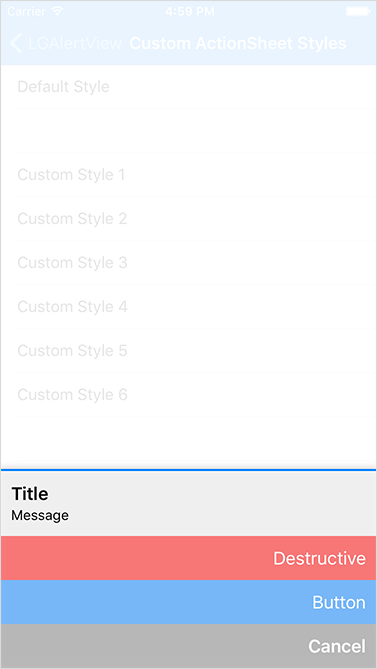 Carrier 4:59 PM
LGAlertView Custom ActionSheet Styles
Default Style
Custom Style 1
Custom Style 2
Custom Style 3
Custom Style 4
Custom Style 5
Custom Style 6
Title
Message
Destructive
Button
Cancel